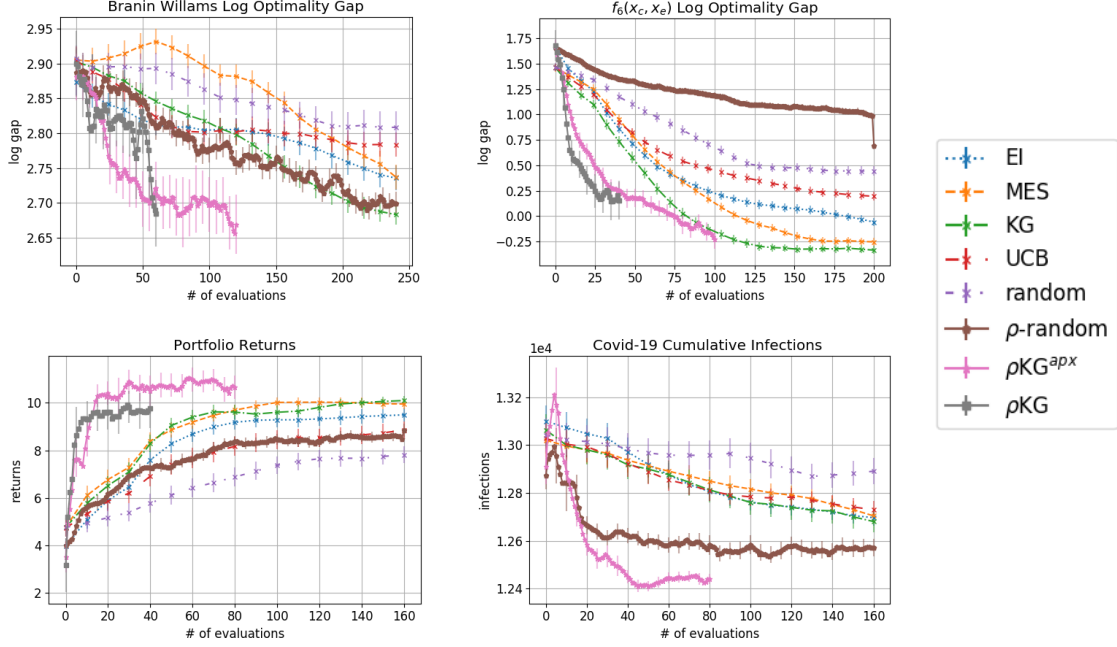 Branin Willams Log Optimality Gap
2.95
2.90
2.85
2.80
2.75
2.70
2.65
log gap
0 50 100 150 200 250
# of evaluations
f₆(x_c, x_e) Log Optimality Gap
1.75
1.50
1.25
1.00
0.75
0.50
0.25
0.00
−0.25
log gap
0 25 50 75 100 125 150 175 200
# of evaluations
Portfolio Returns
10
8
6
4
2
returns
0 20 40 60 80 100 120 140 160
# of evaluations
Covid-19 Cumulative Infections
1e4
1.32
1.30
1.28
1.26
1.24
infections
0 20 40 60 80 100 120 140 160
# of evaluations
EI
MES
KG
UCB
random
ρ-random
ρKG^apx
ρKG